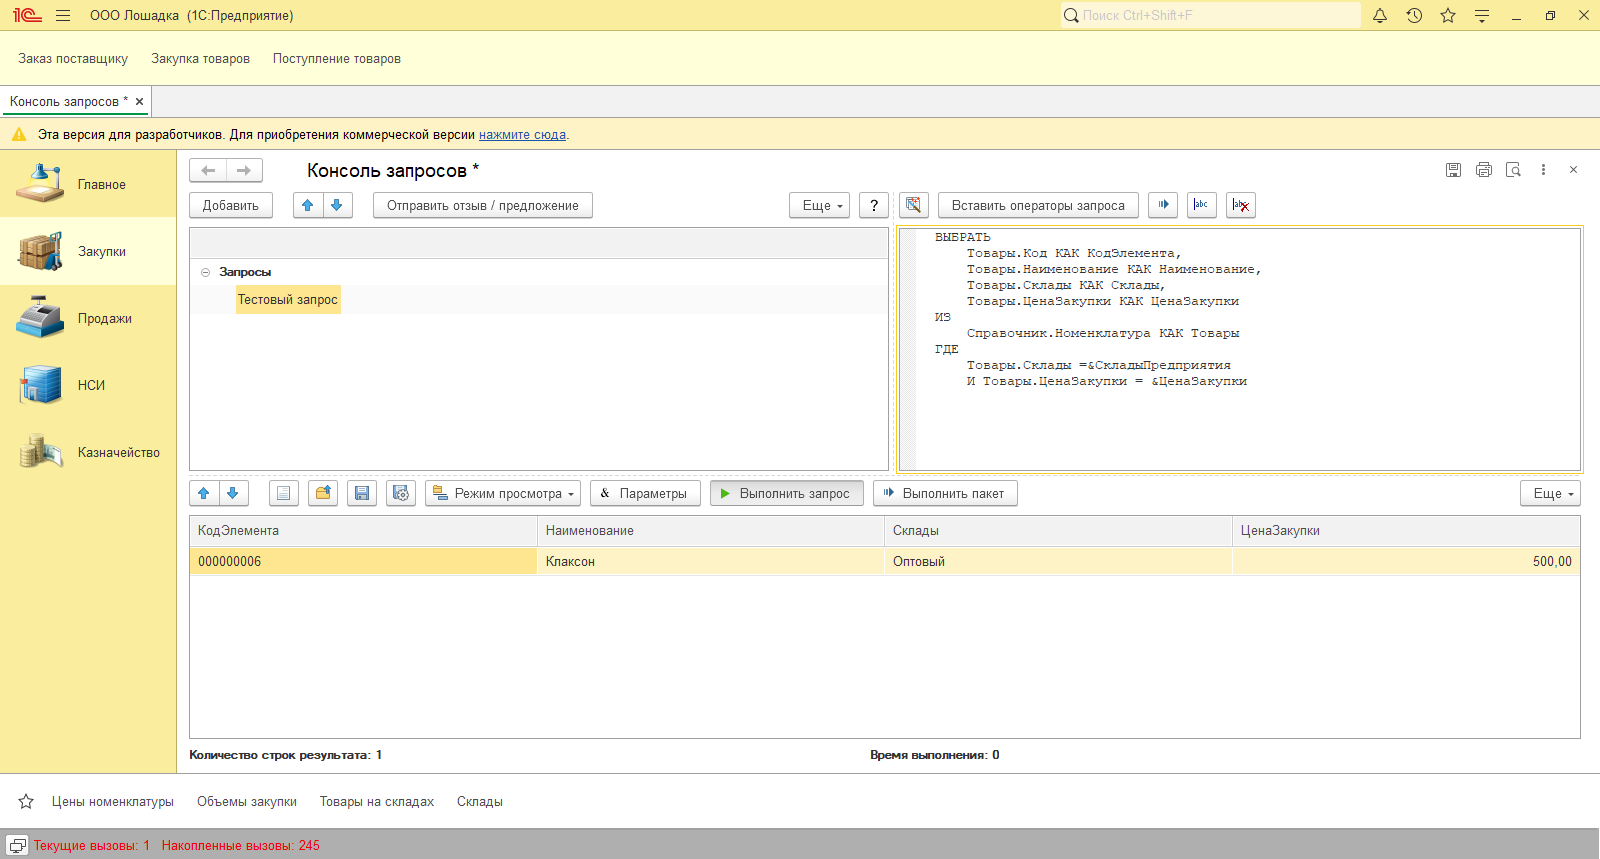 1С ООО Лошадка (1С:Предприятие) Поиск Ctrl+Shift+F
Заказ поставщику Закупка товаров Поступление товаров
Консоль запросов * ×
Эта версия для разработчиков. Для приобретения коммерческой версии нажмите сюда.
Главное
Закупки
Продажи
НСИ
Казначейство
Консоль запросов *
Добавить Отправить отзыв / предложение Еще ? Вставить операторы запроса abc abc
Запросы
Тестовый запрос
ВЫБРАТЬ
Товары.Код КАК КодЭлемента,
Товары.Наименование КАК Наименование,
Товары.Склады КАК Склады,
Товары.ЦенаЗакупки КАК ЦенаЗакупки
ИЗ
Справочник.Номенклатура КАК Товары
ГДЕ
Товары.Склады =&СкладыПредприятия
И Товары.ЦенаЗакупки = &ЦенаЗакупки
Режим просмотра & Параметры Выполнить запрос Выполнить пакет Еще
КодЭлемента Наименование Склады ЦенаЗакупки
000000006 Клаксон Оптовый 500,00
Количество строк результата: 1 Время выполнения: 0
Цены номенклатуры Объемы закупки Товары на складах Склады
Текущие вызовы: 1 Накопленные вызовы: 245